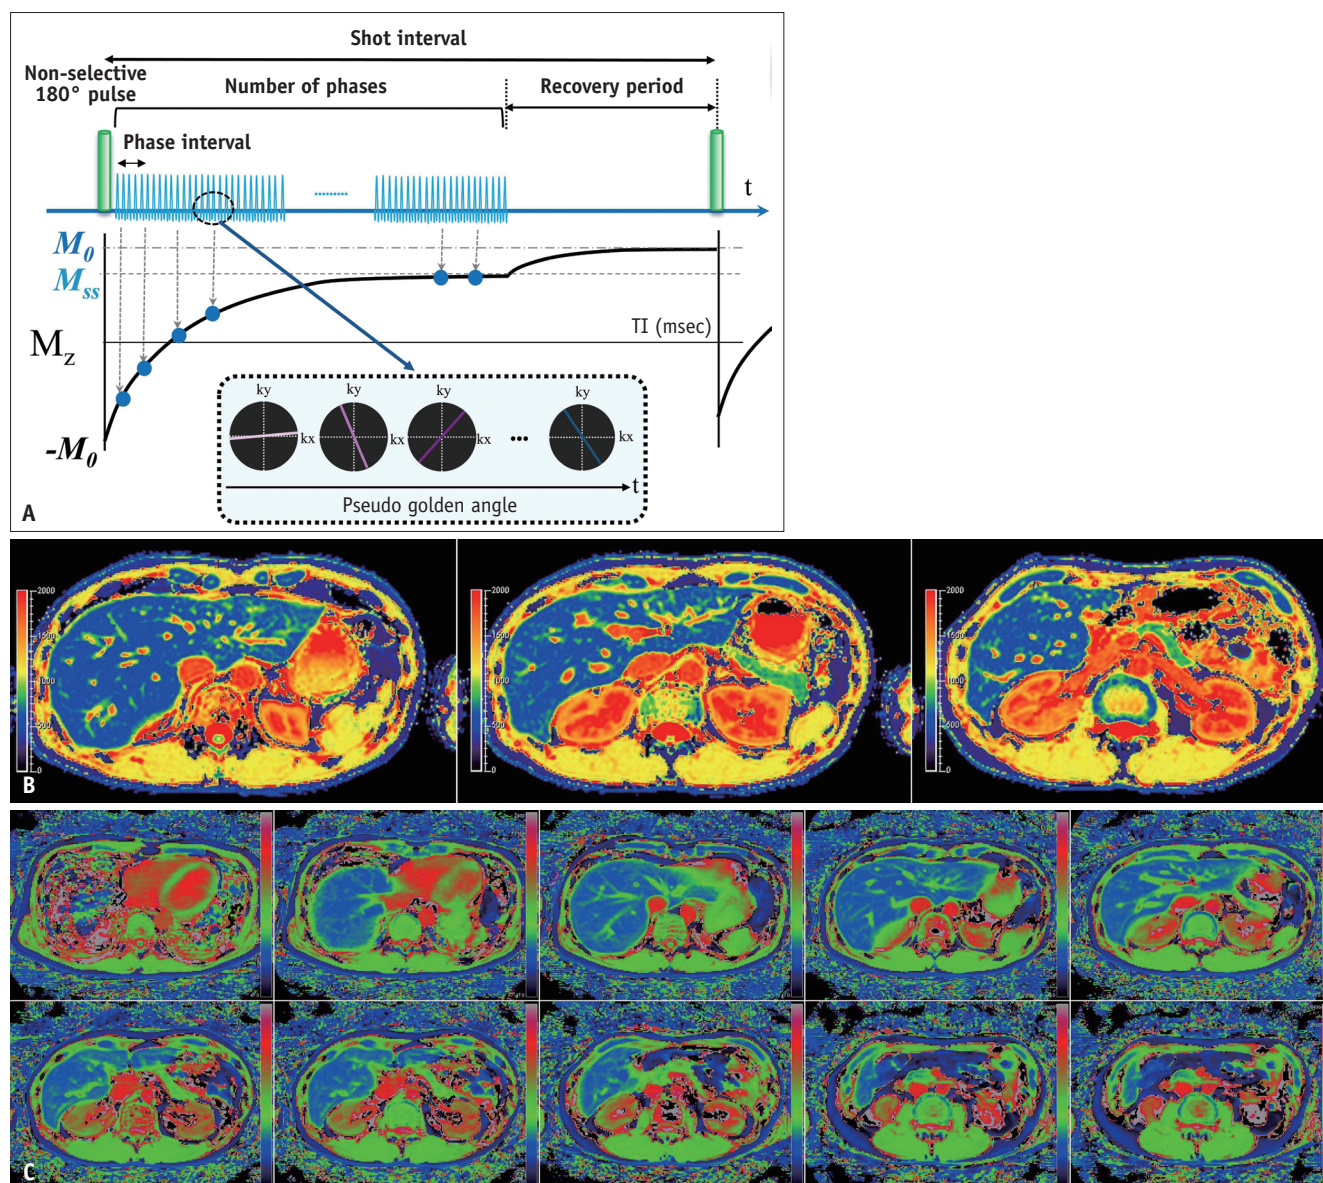 Shot interval
Non-selective
180° pulse
Number of phases
Recovery period
Phase interval
t
M0
Mss
Mz
TI (msec)
-M0
ky
ky
ky
ky
kx
kx
kx
kx
...
t
Pseudo golden angle
A
2000
1500
1000
500
0
2000
1500
1000
500
0
2000
1500
1000
500
0
B
C